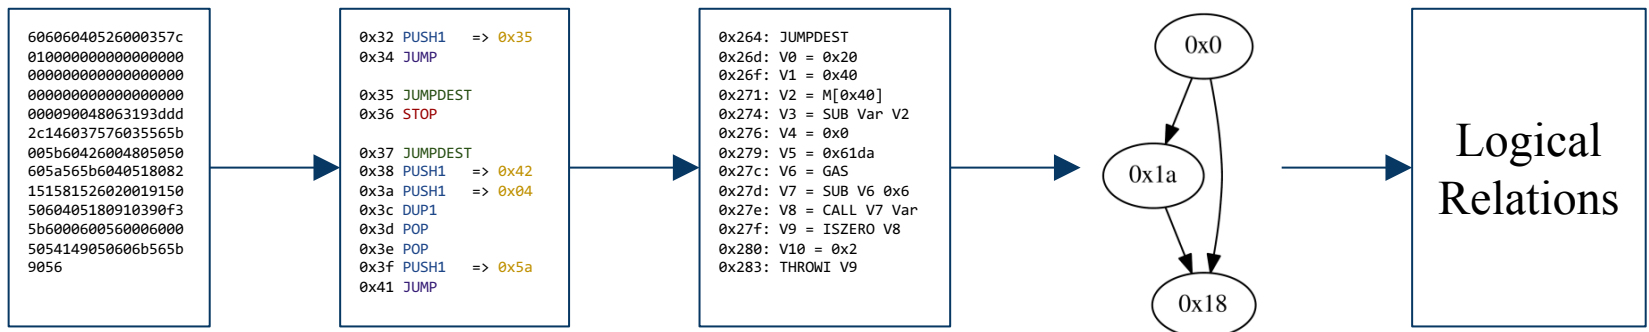 60606040526000357c
010000000000000000
000000000000000000
000000000000000000
000090048063193ddd
2c146037576035565b
005b60426004805050
605a565b6040518082
151581526020019150
5060405180910390f3
5b6000600560006000
5054149050606b565b
9056
0x32 PUSH1 => 0x35
0x34 JUMP
0x35 JUMPDEST
0x36 STOP
0x37 JUMPDEST
0x38 PUSH1 => 0x42
0x3a PUSH1 => 0x04
0x3c DUP1
0x3d POP
0x3e POP
0x3f PUSH1 => 0x5a
0x41 JUMP
0x264: JUMPDEST
0x26d: V0 = 0x20
0x26f: V1 = 0x40
0x271: V2 = M[0x40]
0x274: V3 = SUB Var V2
0x276: V4 = 0x0
0x279: V5 = 0x61da
0x27c: V6 = GAS
0x27d: V7 = SUB V6 0x6
0x27e: V8 = CALL V7 Var
0x27f: V9 = ISZERO V8
0x280: V10 = 0x2
0x283: THROWI V9
0x0
0x1a
0x18
Logical
Relations